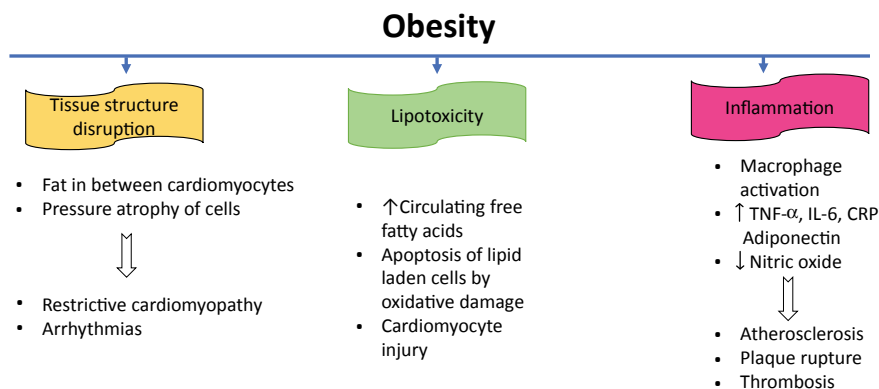 Obesity
Tissue structure
disruption
• Fat in between cardiomyocytes
• Pressure atrophy of cells
• Restrictive cardiomyopathy
• Arrhythmias
Lipotoxicity
• ↑Circulating free
fatty acids
• Apoptosis of lipid
laden cells by
oxidative damage
• Cardiomyocyte
injury
Inflammation
• Macrophage
activation
• ↑ TNF-α, IL-6, CRP
Adiponectin
• ↓ Nitric oxide
• Atherosclerosis
• Plaque rupture
• Thrombosis